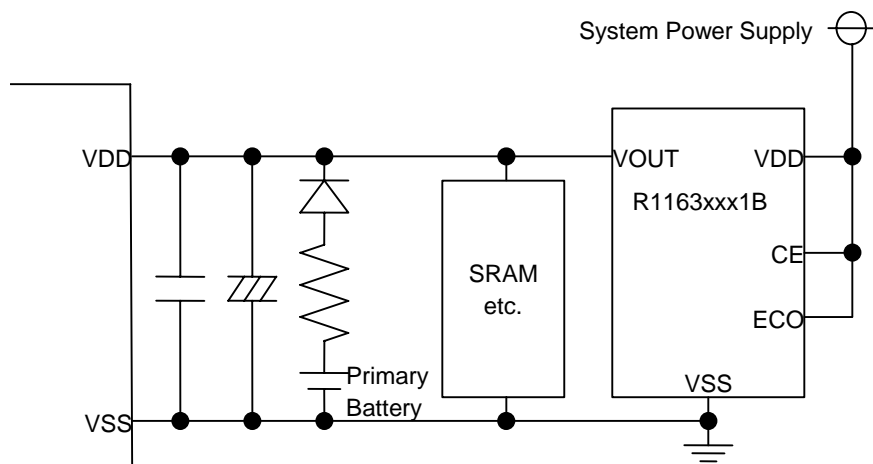 System Power Supply
VDD
VOUT
VDD
R1163xxx1B
CE
SRAM
etc.
ECO
Primary
VSS
Battery
VSS